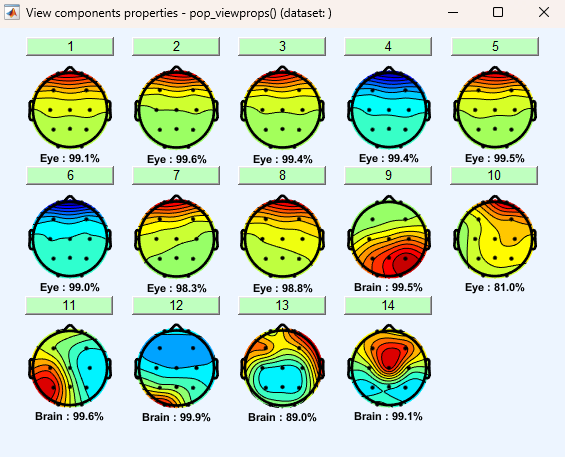 View components properties - pop_viewprops() (dataset: )
1 2 3 4 5
Eye : 99.1% Eye : 99.6% Eye : 99.4% Eye : 99.4% Eye : 99.5%
6 7 8 9 10
Eye : 99.0% Eye : 98.3% Eye : 98.8% Brain : 99.5% Eye : 81.0%
11 12 13 14
Brain : 99.6% Brain : 99.9% Brain : 89.0% Brain : 99.1%